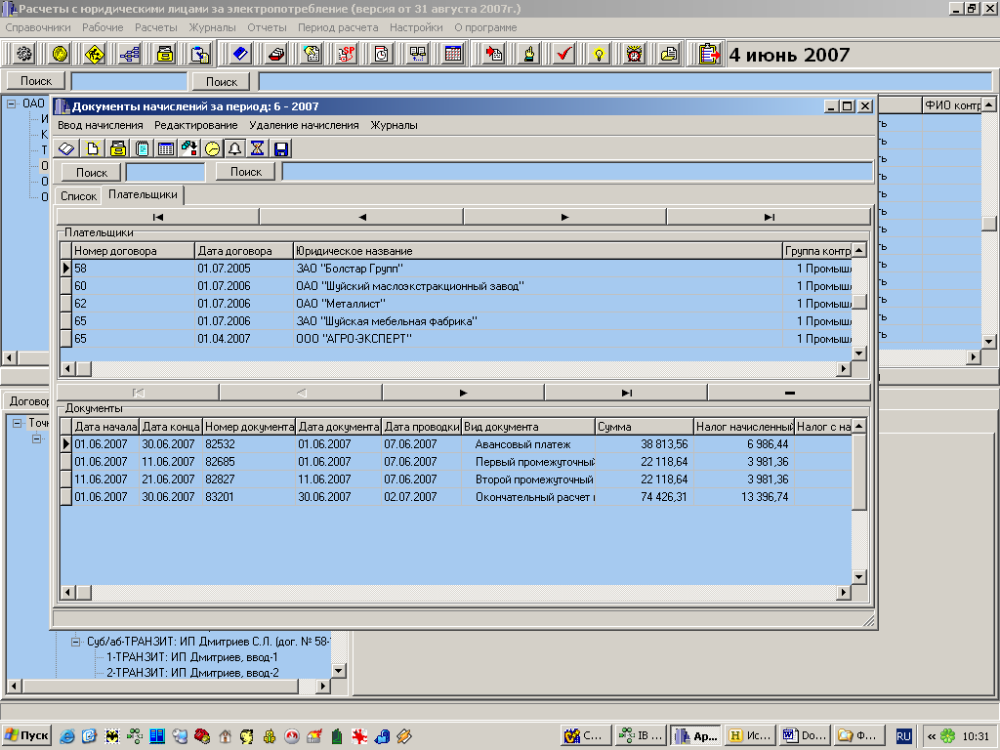 Расчеты с юридическими лицами за электропотребление (версия от 31 августа 2007г.)
Справочники Рабочие Расчеты Журналы Отчеты Период расчета Настройки О программе
4 июнь 2007
Поиск Поиск
ОАО
ФИО контр
Документы начислений за период: 6 - 2007
Ввод начисления Редактирование Удаление начисления Журналы
Поиск Поиск
Список Плательщики
Плательщики
Номер договора Дата договора Юридическое название Группа контр
58 01.07.2005 ЗАО "Болстар Групп" 1 Промышл
60 01.07.2006 ОАО "Шуйский маслоэкстракционный завод" 1 Промышл
62 01.07.2006 ОАО "Металлист" 1 Промышл
65 01.07.2006 ЗАО "Шуйская мебельная фабрика" 1 Промышл
65 01.04.2007 ООО "АГРО-ЭКСПЕРТ" 1 Промышл
Договор
Документы
Точк
Дата начала Дата конца Номер документа Дата документа Дата проводки Вид документа Сумма Налог начисленный Налог с на
01.06.2007 30.06.2007 82532 01.06.2007 07.06.2007 Авансовый платеж 38 813,56 6 986,44
01.06.2007 11.06.2007 82685 01.06.2007 07.06.2007 Первый промежуточный 22 118,64 3 981,36
11.06.2007 21.06.2007 82827 11.06.2007 07.06.2007 Второй промежуточный 22 118,64 3 981,36
01.06.2007 30.06.2007 83201 30.06.2007 02.07.2007 Окончательный расчет 74 426,31 13 396,74
Суб/аб-ТРАНЗИТ: ИП Дмитриев С.Л. (дог. № 58-
1-ТРАНЗИТ: ИП Дмитриев, ввод-1
2-ТРАНЗИТ: ИП Дмитриев, ввод-2
Пуск С... IB ... Ар... Ис... Do... Ф... RU « 10:31